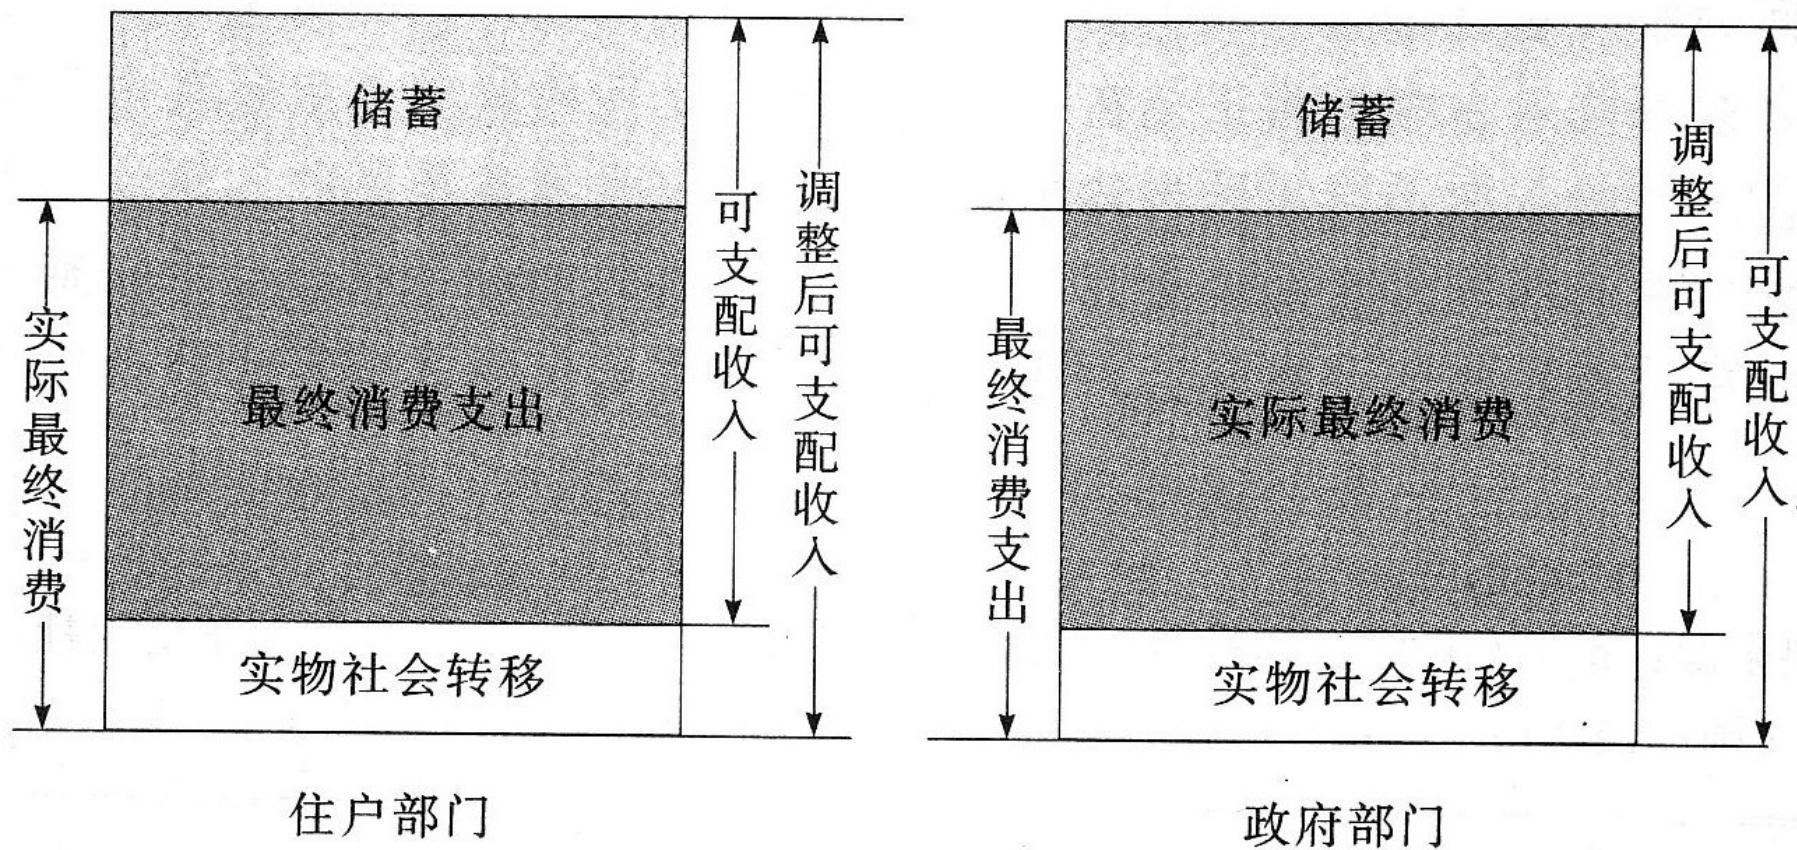 储蓄
可支配收入
调整后可支配收入
实际最终消费
最终消费支出
实物社会转移
住户部门
储蓄
调整后可支配收入
可支配收入
最终消费支出
实际最终消费
实物社会转移
政府部门